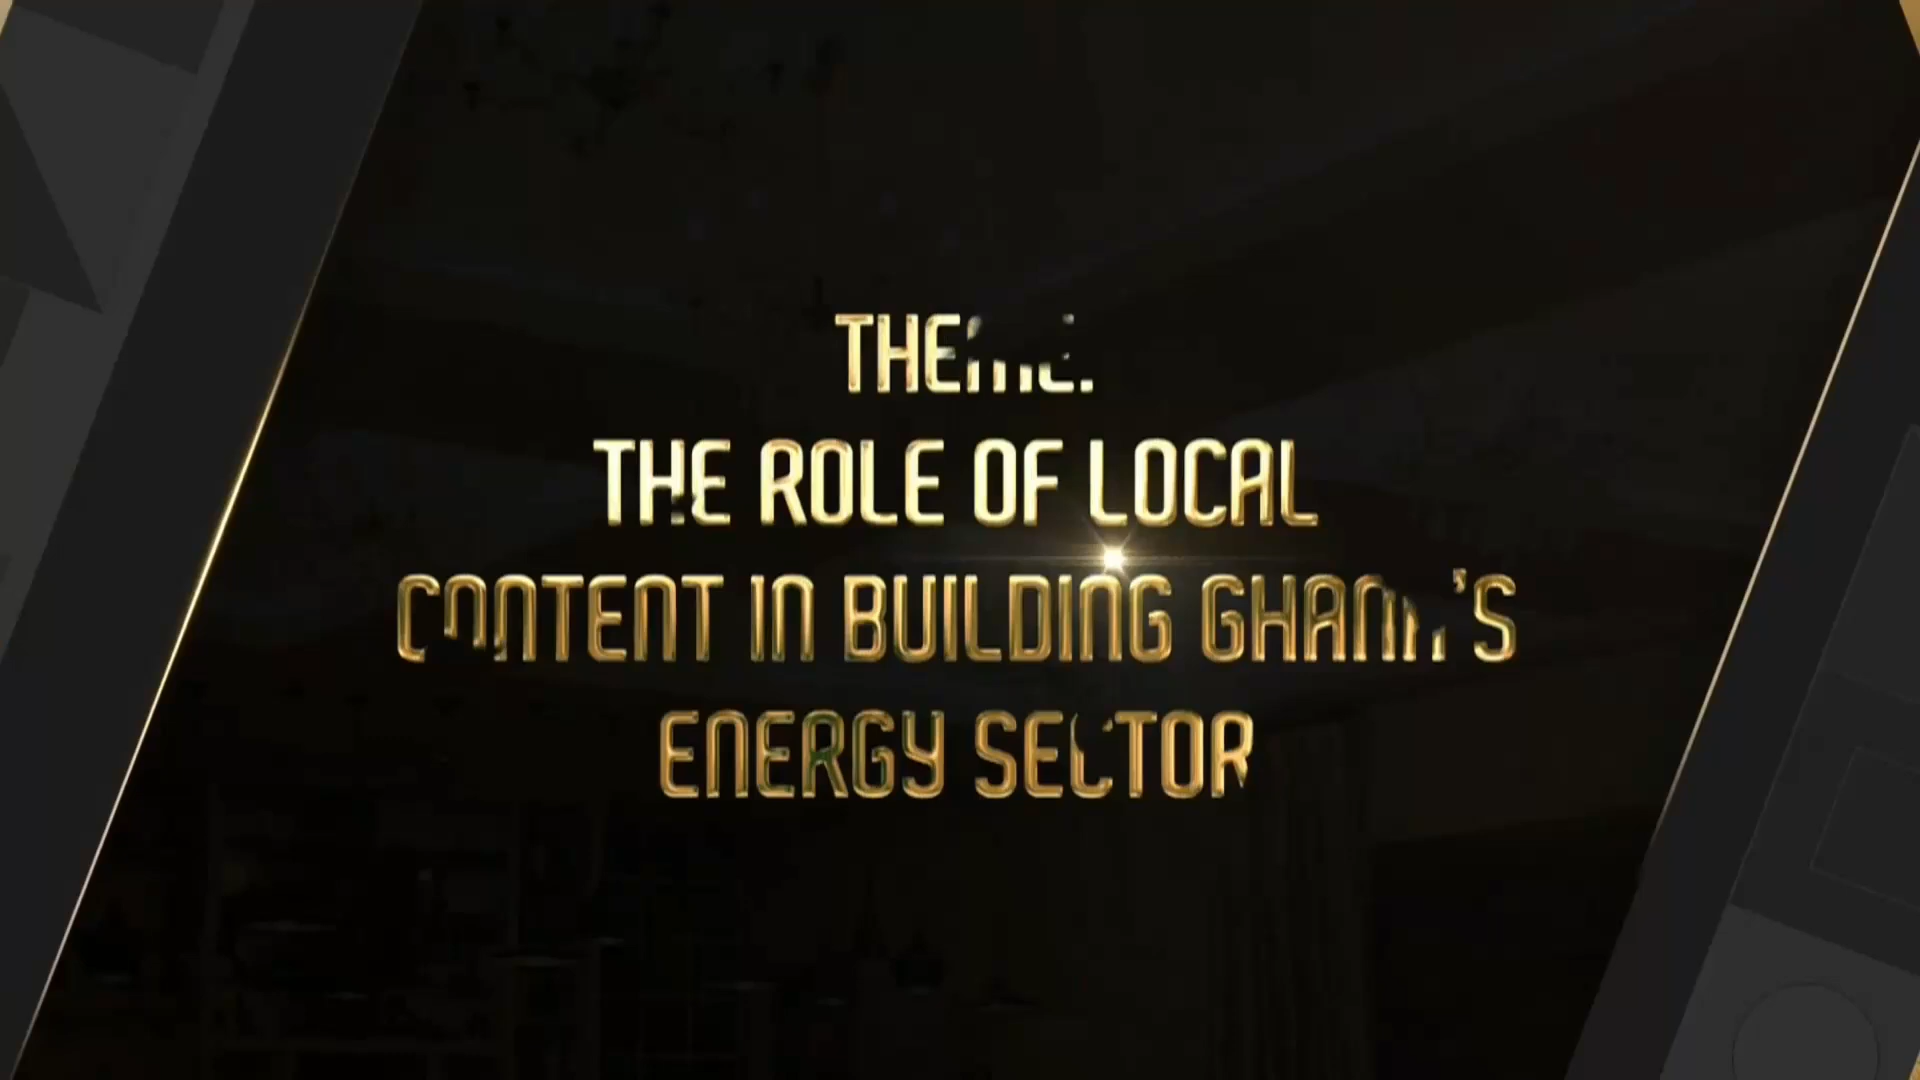 THEME:
THE ROLE OF LOCAL
CONTENT IN BUILDING GHANA'S
ENERGY SECTOR